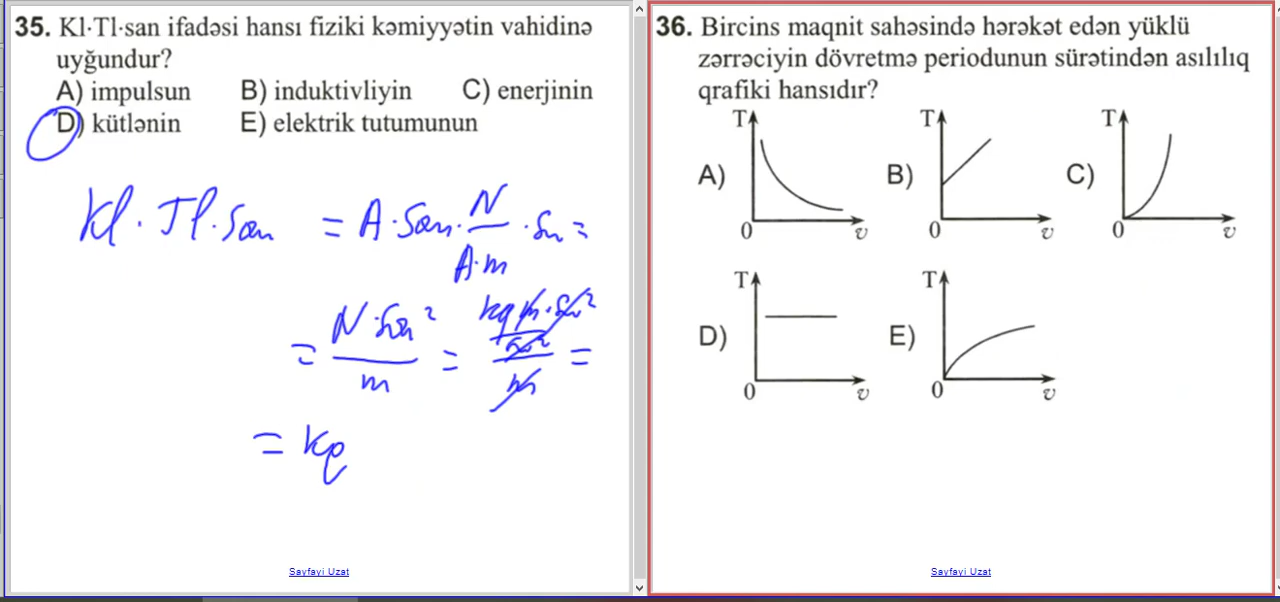 35. Kl·Tl·san ifadəsi hansı fiziki kəmiyyətin vahidinə
uyğundur?
A) impulsun B) induktivliyin C) enerjinin
D) kütlənin E) elektrik tutumunun
Kl · Tl · san = A · san · N / A·m · san =
= N · san² / m = kq m · san² / san² / m =
= kq
Sayfayi Uzat
36. Bircins maqnit sahəsində hərəkət edən yüklü
zərrəciyin dövretmə periodunun sürətindən asılılıq
qrafiki hansıdır?
A) T 0 v B) T 0 v C) T 0 v
D) T 0 v E) T 0 v
Sayfayi Uzat